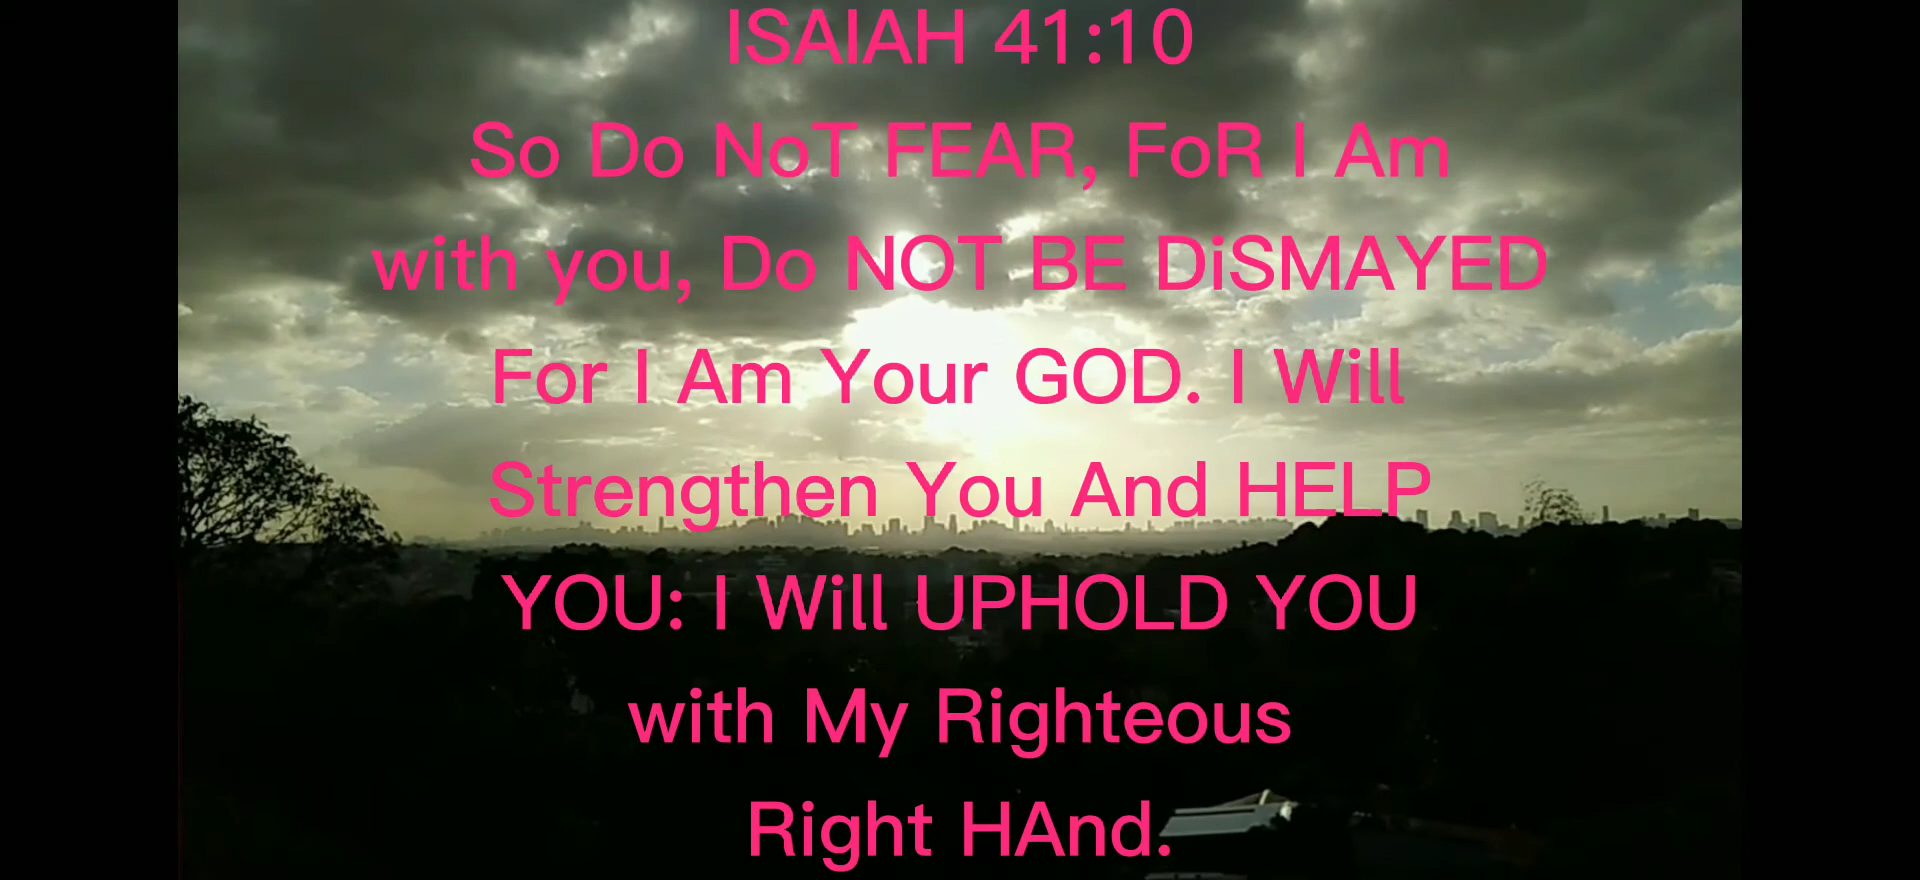 ISAIAH 41:10
So Do NoT FEAR, FoR I Am
with you, Do NOT BE DiSMAYED
For I Am Your GOD. I Will
Strengthen You And HELP
YOU: I Will UPHOLD YOU
with My Righteous
Right HAnd.